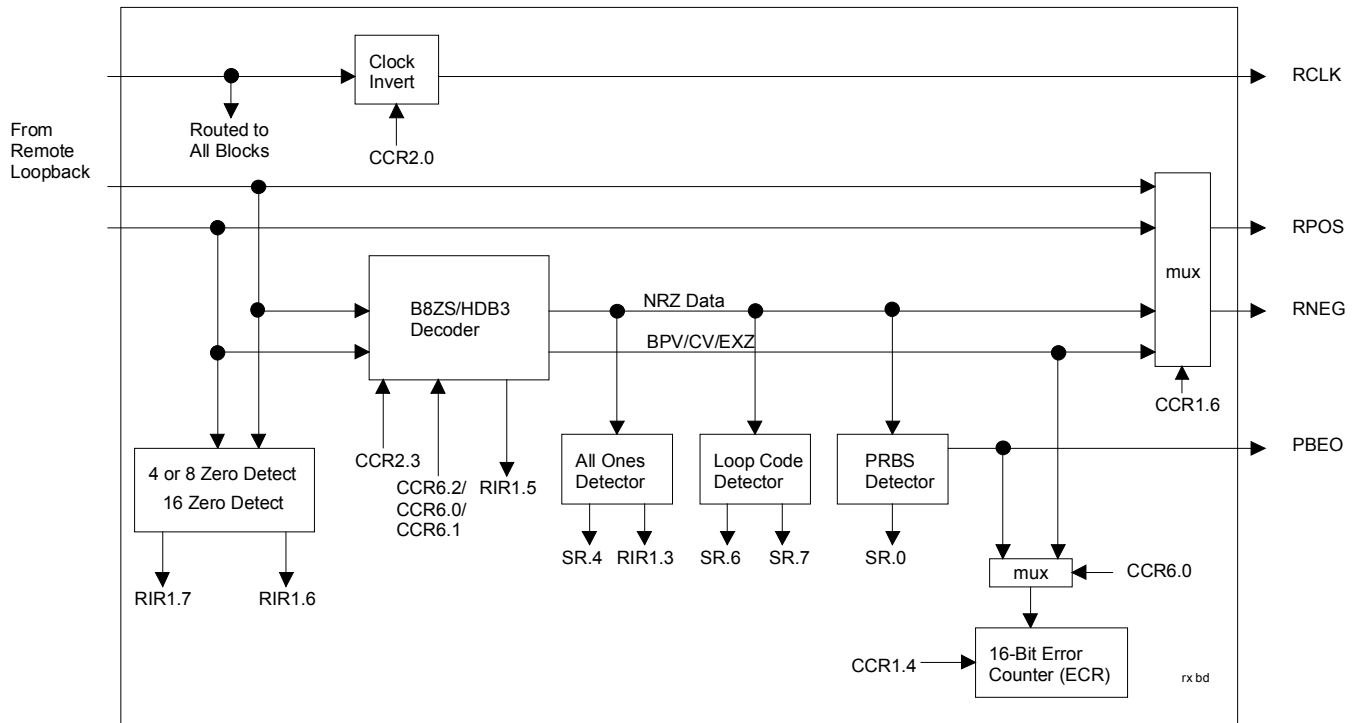 Clock
Invert
RCLK
From
Remote
Loopback
Routed to
All Blocks
CCR2.0
RPOS
mux
B8ZS/HDB3
Decoder
NRZ Data
RNEG
BPV/CV/EXZ
CCR1.6
4 or 8 Zero Detect
16 Zero Detect
CCR2.3
CCR6.2/
CCR6.0/
CCR6.1
RIR1.5
All Ones
Detector
Loop Code
Detector
PRBS
Detector
PBEO
SR.4
RIR1.3
SR.6
SR.7
SR.0
RIR1.7
RIR1.6
mux
CCR6.0
CCR1.4
16-Bit Error
Counter (ECR)
rx bd